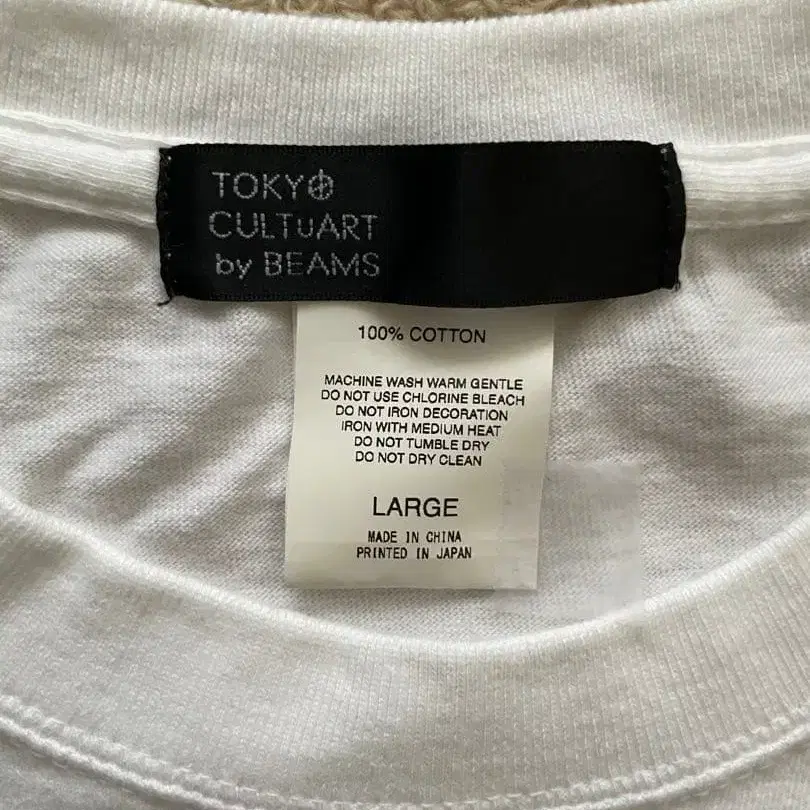 TOKYO
CULTuART
by BEAMS
100% COTTON
MACHINE WASH WARM GENTLE
DO NOT USE CHLORINE BLEACH
DO NOT IRON DECORATION
IRON WITH MEDIUM HEAT
DO NOT TUMBLE DRY
DO NOT DRY CLEAN
LARGE
MADE IN CHINA
PRINTED IN JAPAN